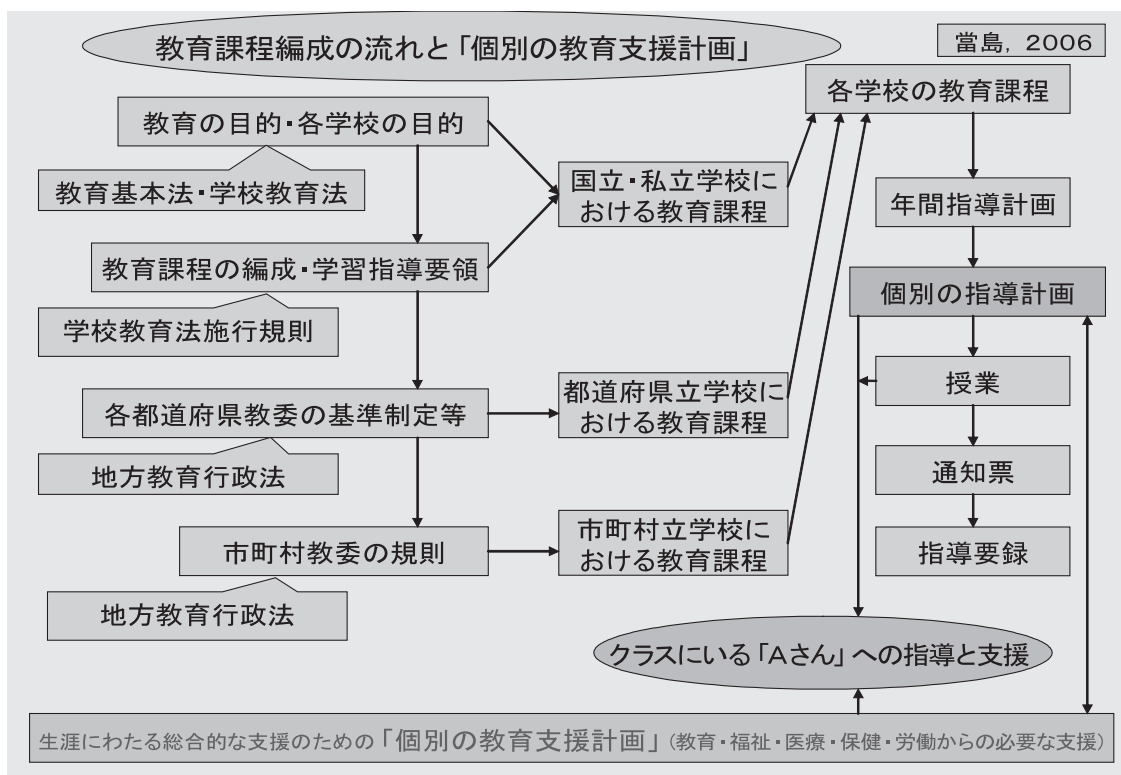 教育課程編成の流れと「個別の教育支援計画」
當島，2006
教育の目的・各学校の目的
教育基本法・学校教育法
教育課程の編成・学習指導要領
学校教育法施行規則
各都道府県教委の基準制定等
地方教育行政法
市町村教委の規則
地方教育行政法
国立・私立学校に
おける教育課程
都道府県立学校に
おける教育課程
市町村立学校に
おける教育課程
各学校の教育課程
年間指導計画
個別の指導計画
授業
通知票
指導要録
クラスにいる「Aさん」への指導と支援
生涯にわたる総合的な支援のための「個別の教育支援計画」（教育・福祉・医療・保健・労働からの必要な支援）